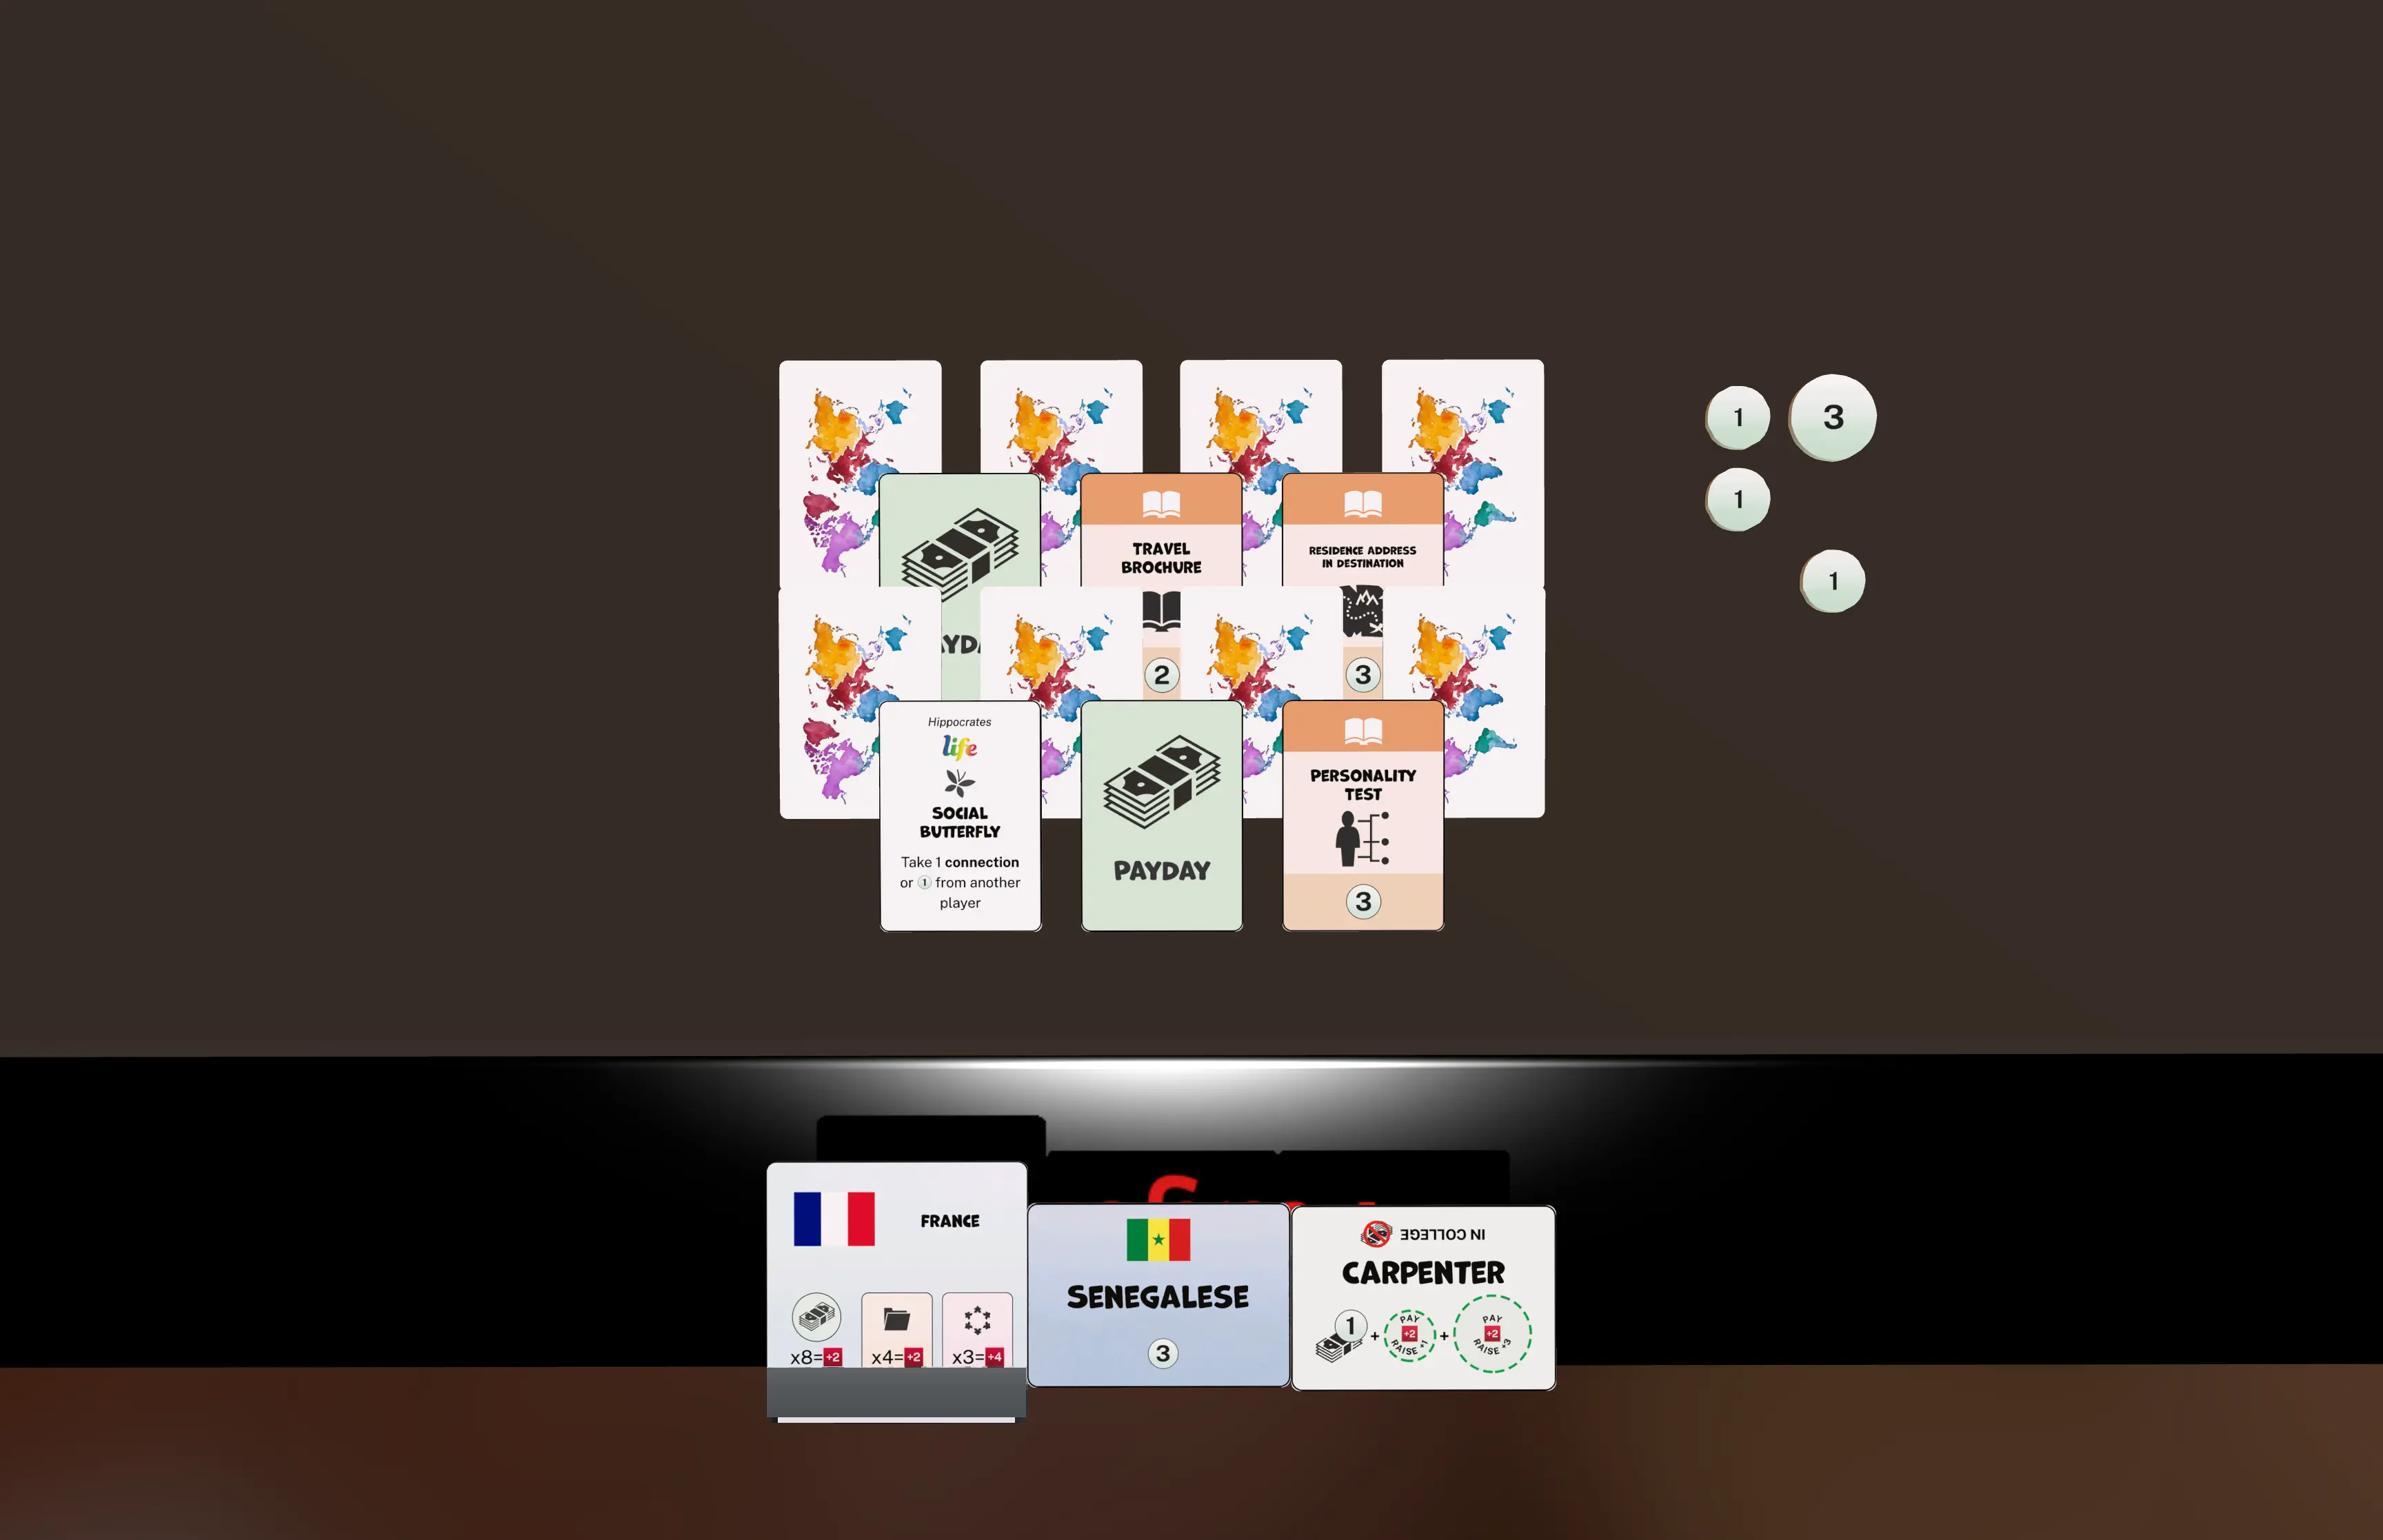 1
3
1
1
TRAVEL
BROCHURE
2
RESIDENCE ADDRESS
IN DESTINATION
3
Hippocrates
life
SOCIAL
BUTTERFLY
Take 1 connection
or 1 from another
player
PAYDAY
PERSONALITY
TEST
3
FRANCE
x8=+2
x4=+2
x3=+4
SENEGALESE
3
IN COLLEGE
CARPENTER
1 + PAY +2 RAISE +1 + PAY +2 RAISE +3